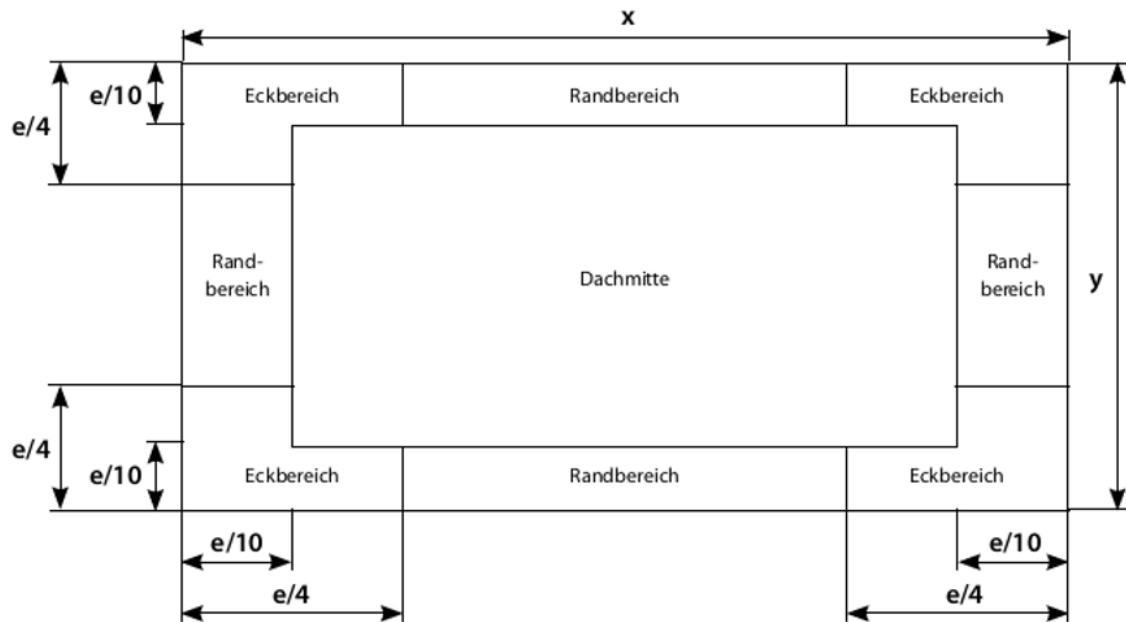 x
e/10
e/4
Eckbereich
Randbereich
Eckbereich
Rand-
bereich
Dachmitte
Rand-
bereich
y
e/4
e/10
Eckbereich
Randbereich
Eckbereich
e/10
e/10
e/4
e/4